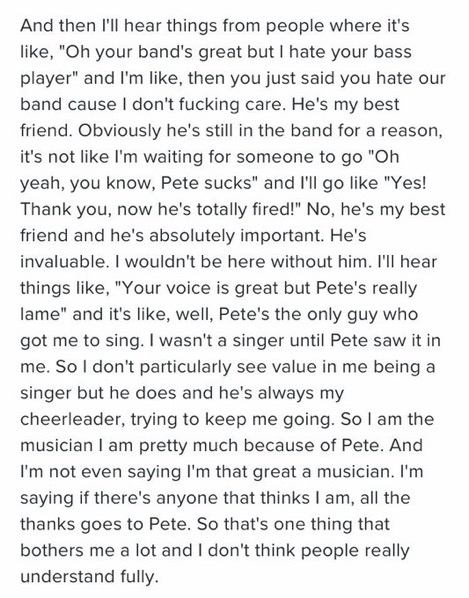 And then I'll hear things from people where it's
like, "Oh your band's great but I hate your bass
player" and I'm like, then you just said you hate our
band cause I don't fucking care. He's my best
friend. Obviously he's still in the band for a reason,
it's not like I'm waiting for someone to go "Oh
yeah, you know, Pete sucks" and I'll go like "Yes!
Thank you, now he's totally fired!" No, he's my best
friend and he's absolutely important. He's
invaluable. I wouldn't be here without him. I'll hear
things like, "Your voice is great but Pete's really
lame" and it's like, well, Pete's the only guy who
got me to sing. I wasn't a singer until Pete saw it in
me. So I don't particularly see value in me being a
singer but he does and he's always my
cheerleader, trying to keep me going. So I am the
musician I am pretty much because of Pete. And
I'm not even saying I'm that great a musician. I'm
saying if there's anyone that thinks I am, all the
thanks goes to Pete. So that's one thing that
bothers me a lot and I don't think people really
understand fully.